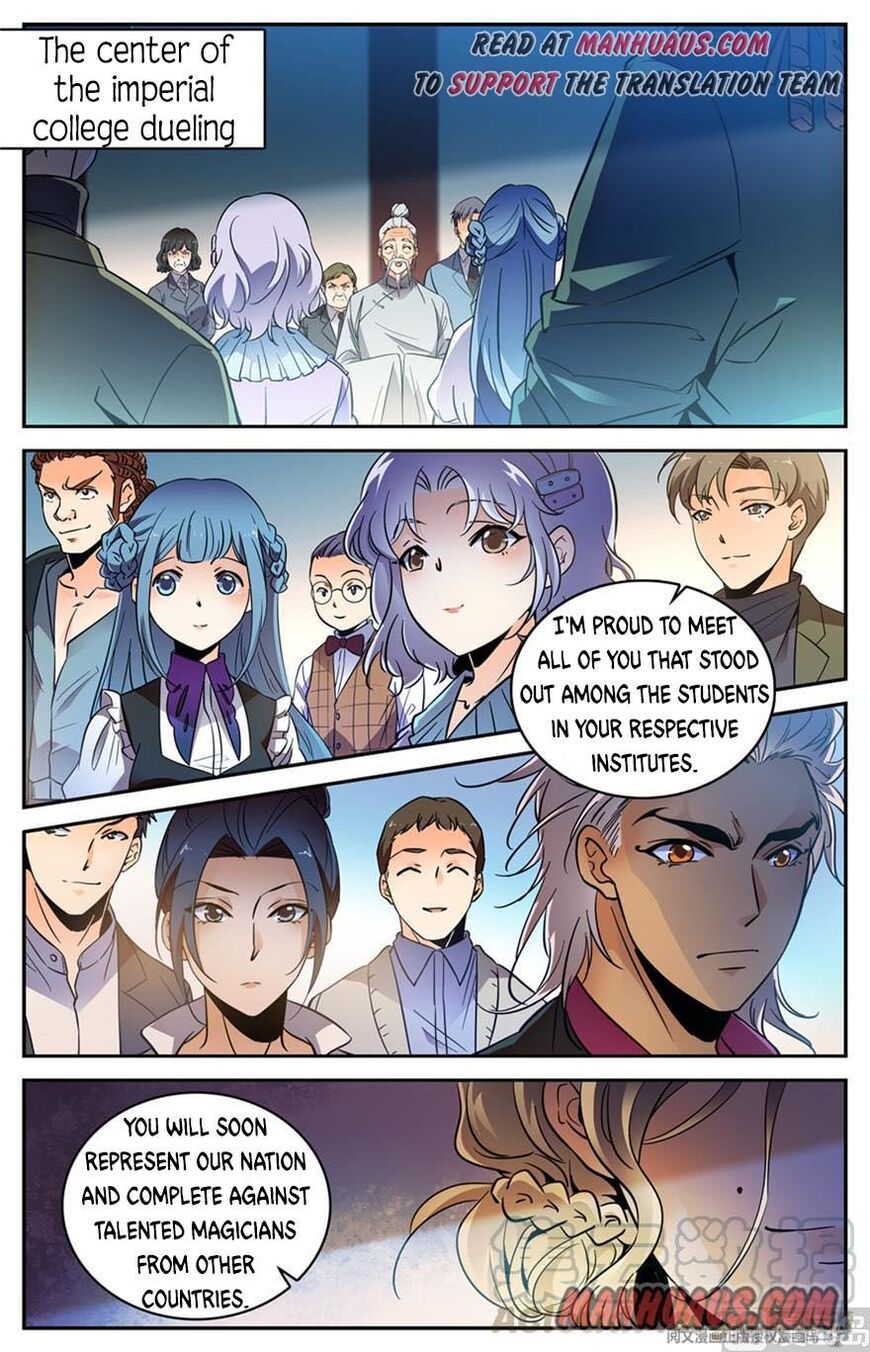 The center of
the imperial
college dueling
READ AT MANHUAUS.COM
TO SUPPORT THE TRANSLATION TEAM
I'M PROUD TO MEET
ALL OF YOU THAT STOOD
OUT AMONG THE STUDENTS
IN YOUR RESPECTIVE
INSTITUTES.
YOU WILL SOON
REPRESENT OUR NATION
AND COMPLETE AGAINST
TALENTED MAGICIANS
FROM OTHER
COUNTRIES.
MANHUAUS.COM